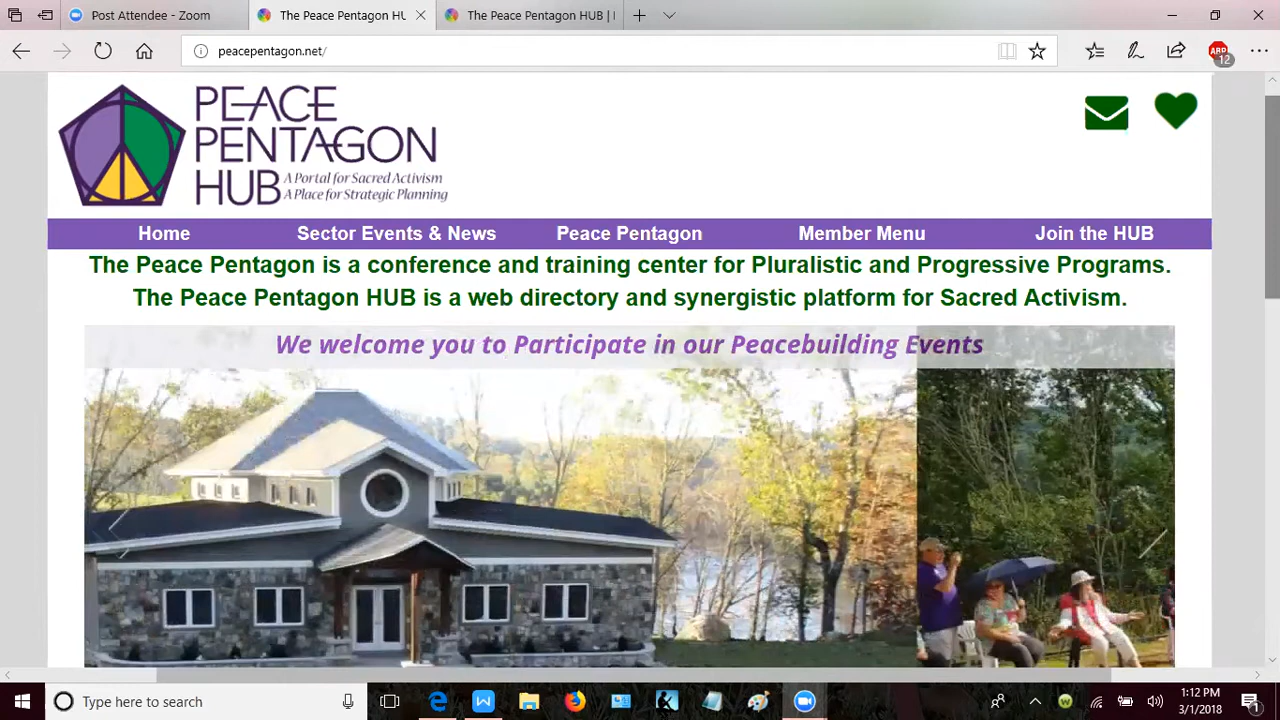 Post Attendee - Zoom
The Peace Pentagon HU
The Peace Pentagon HUB | 
peacepentagon.net/
ABP
12
PEACE
PENTAGON
HUB
A Portal for Sacred Activism
A Place for Strategic Planning
Home
Sector Events & News
Peace Pentagon
Member Menu
Join the HUB
The Peace Pentagon is a conference and training center for Pluralistic and Progressive Programs.
The Peace Pentagon HUB is a web directory and synergistic platform for Sacred Activism.
We welcome you to Participate in our Peacebuilding Events
Type here to search
1:12 PM
3/1/2018
1